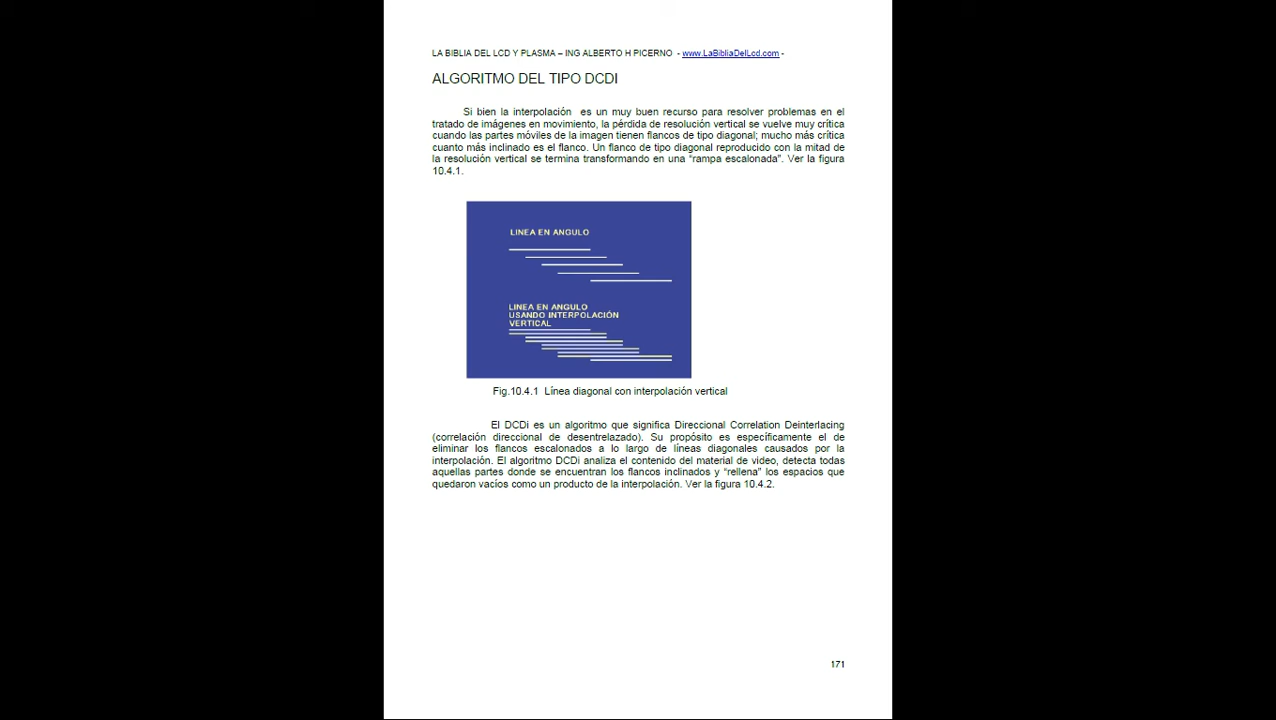 LA BIBLIA DEL LCD Y PLASMA – ING ALBERTO H PICERNO - www.LaBibliaDelLcd.com -
ALGORITMO DEL TIPO DCDI
Si bien la interpolación es un muy buen recurso para resolver problemas en el
tratado de imágenes en movimiento, la pérdida de resolución vertical se vuelve muy crítica
cuando las partes móviles de la imagen tienen flancos de tipo diagonal; mucho más crítica
cuanto más inclinado es el flanco. Un flanco de tipo diagonal reproducido con la mitad de
la resolución vertical se termina transformando en una “rampa escalonada”. Ver la figura
10.4.1.
LINEA EN ANGULO
LINEA EN ANGULO
USANDO INTERPOLACIÓN
VERTICAL
Fig.10.4.1 Línea diagonal con interpolación vertical
El DCDi es un algoritmo que significa Direccional Correlation Deinterlacing
(correlación direccional de desentrelazado). Su propósito es específicamente el de
eliminar los flancos escalonados a lo largo de líneas diagonales causados por la
interpolación. El algoritmo DCDi analiza el contenido del material de video, detecta todas
aquellas partes donde se encuentran los flancos inclinados y “rellena” los espacios que
quedaron vacíos como un producto de la interpolación. Ver la figura 10.4.2.
171